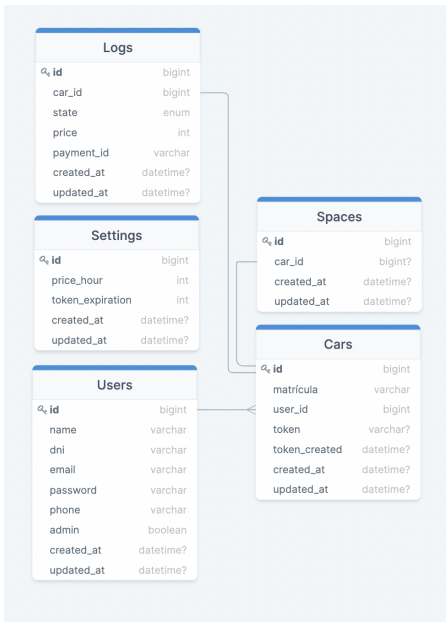 Logs
id bigint
car_id bigint
state enum
price int
payment_id varchar
created_at datetime?
updated_at datetime?
Settings
id bigint
price_hour int
token_expiration int
created_at datetime?
updated_at datetime?
Users
id bigint
name varchar
dni varchar
email varchar
password varchar
phone varchar
admin boolean
created_at datetime?
updated_at datetime?
Spaces
id bigint
car_id bigint?
created_at datetime?
updated_at datetime?
Cars
id bigint
matrícula varchar
user_id bigint
token varchar?
token_created datetime?
created_at datetime?
updated_at datetime?